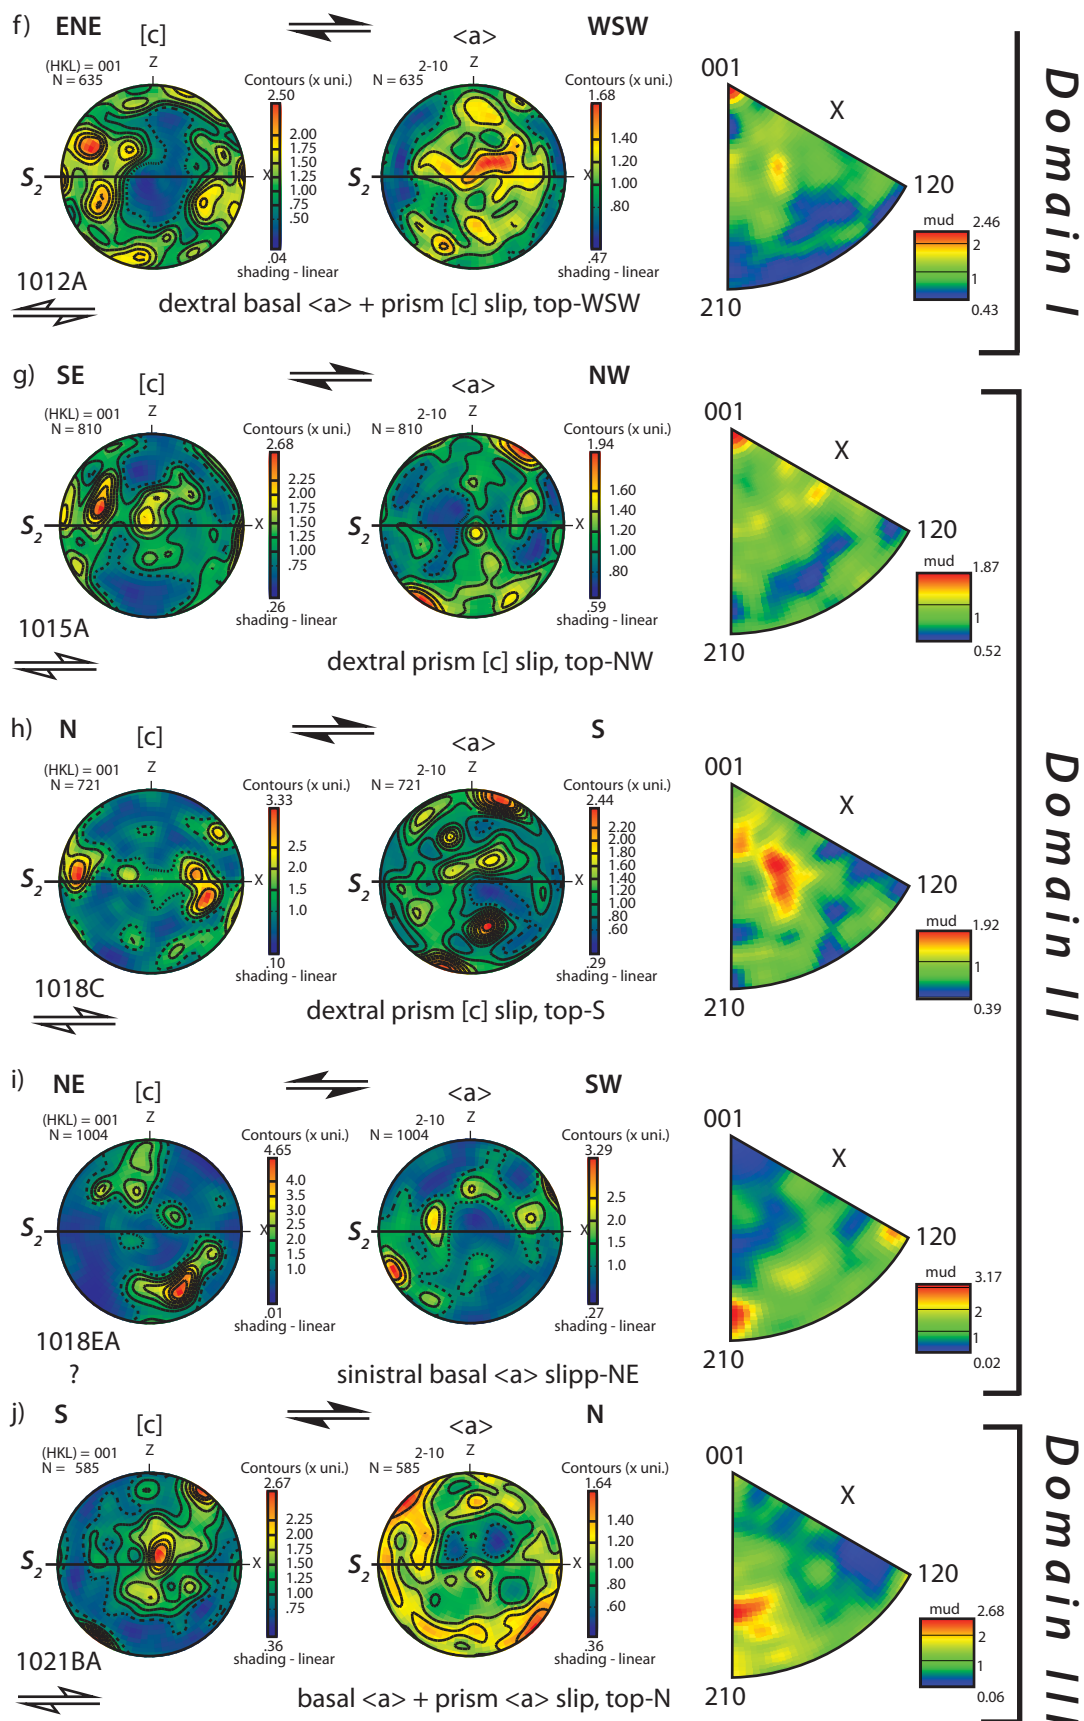 f) ENE [c] <a> WSW
(HKL) = 001
N = 635
Z
Contours (x uni.)
2.50
2.00
1.75
1.50
1.25
1.00
.75
.50
.04
shading - linear
S2
X
2-10
N = 635
Z
Contours (x uni.)
1.68
1.40
1.20
1.00
.80
.47
shading - linear
S2
X
001
X
120
210
mud
2.46
2
1
0.43
1012A
dextral basal <a> + prism [c] slip, top-WSW
Domain I
g) SE [c] <a> NW
(HKL) = 001
N = 810
Z
Contours (x uni.)
2.68
2.25
2.00
1.75
1.50
1.25
1.00
.75
.26
shading - linear
S2
X
2-10
N = 810
Z
Contours (x uni.)
1.94
1.60
1.40
1.20
1.00
.80
.59
shading - linear
S2
X
001
X
120
210
mud
1.87
1
0.52
1015A
dextral prism [c] slip, top-NW
h) N [c] <a> S
(HKL) = 001
N = 721
Z
Contours (x uni.)
3.33
2.5
2.0
1.5
1.0
.10
shading - linear
S2
X
2-10
N = 721
Z
Contours (x uni.)
2.44
2.20
2.00
1.80
1.60
1.40
1.20
1.00
.80
.60
.29
shading - linear
S2
X
001
X
120
210
mud
1.92
1
0.39
1018C
dextral prism [c] slip, top-S
Domain II
i) NE [c] <a> SW
(HKL) = 001
N = 1004
Z
Contours (x uni.)
4.65
4.0
3.5
3.0
2.5
2.0
1.5
1.0
.01
shading - linear
S2
X
2-10
N = 1004
Z
Contours (x uni.)
3.29
2.5
2.0
1.5
1.0
.27
shading - linear
S2
X
001
X
120
210
mud
3.17
2
1
0.02
1018EA
?
sinistral basal <a> slipp-NE
j) S [c] <a> N
(HKL) = 001
N = 585
Z
Contours (x uni.)
2.67
2.25
2.00
1.75
1.50
1.25
1.00
.75
.36
shading - linear
S2
X
2-10
N = 585
Z
Contours (x uni.)
1.64
1.40
1.20
1.00
.80
.60
.36
shading - linear
S2
X
001
X
120
210
mud
2.68
2
1
0.06
1021BA
basal <a> + prism <a> slip, top-N
Domain III